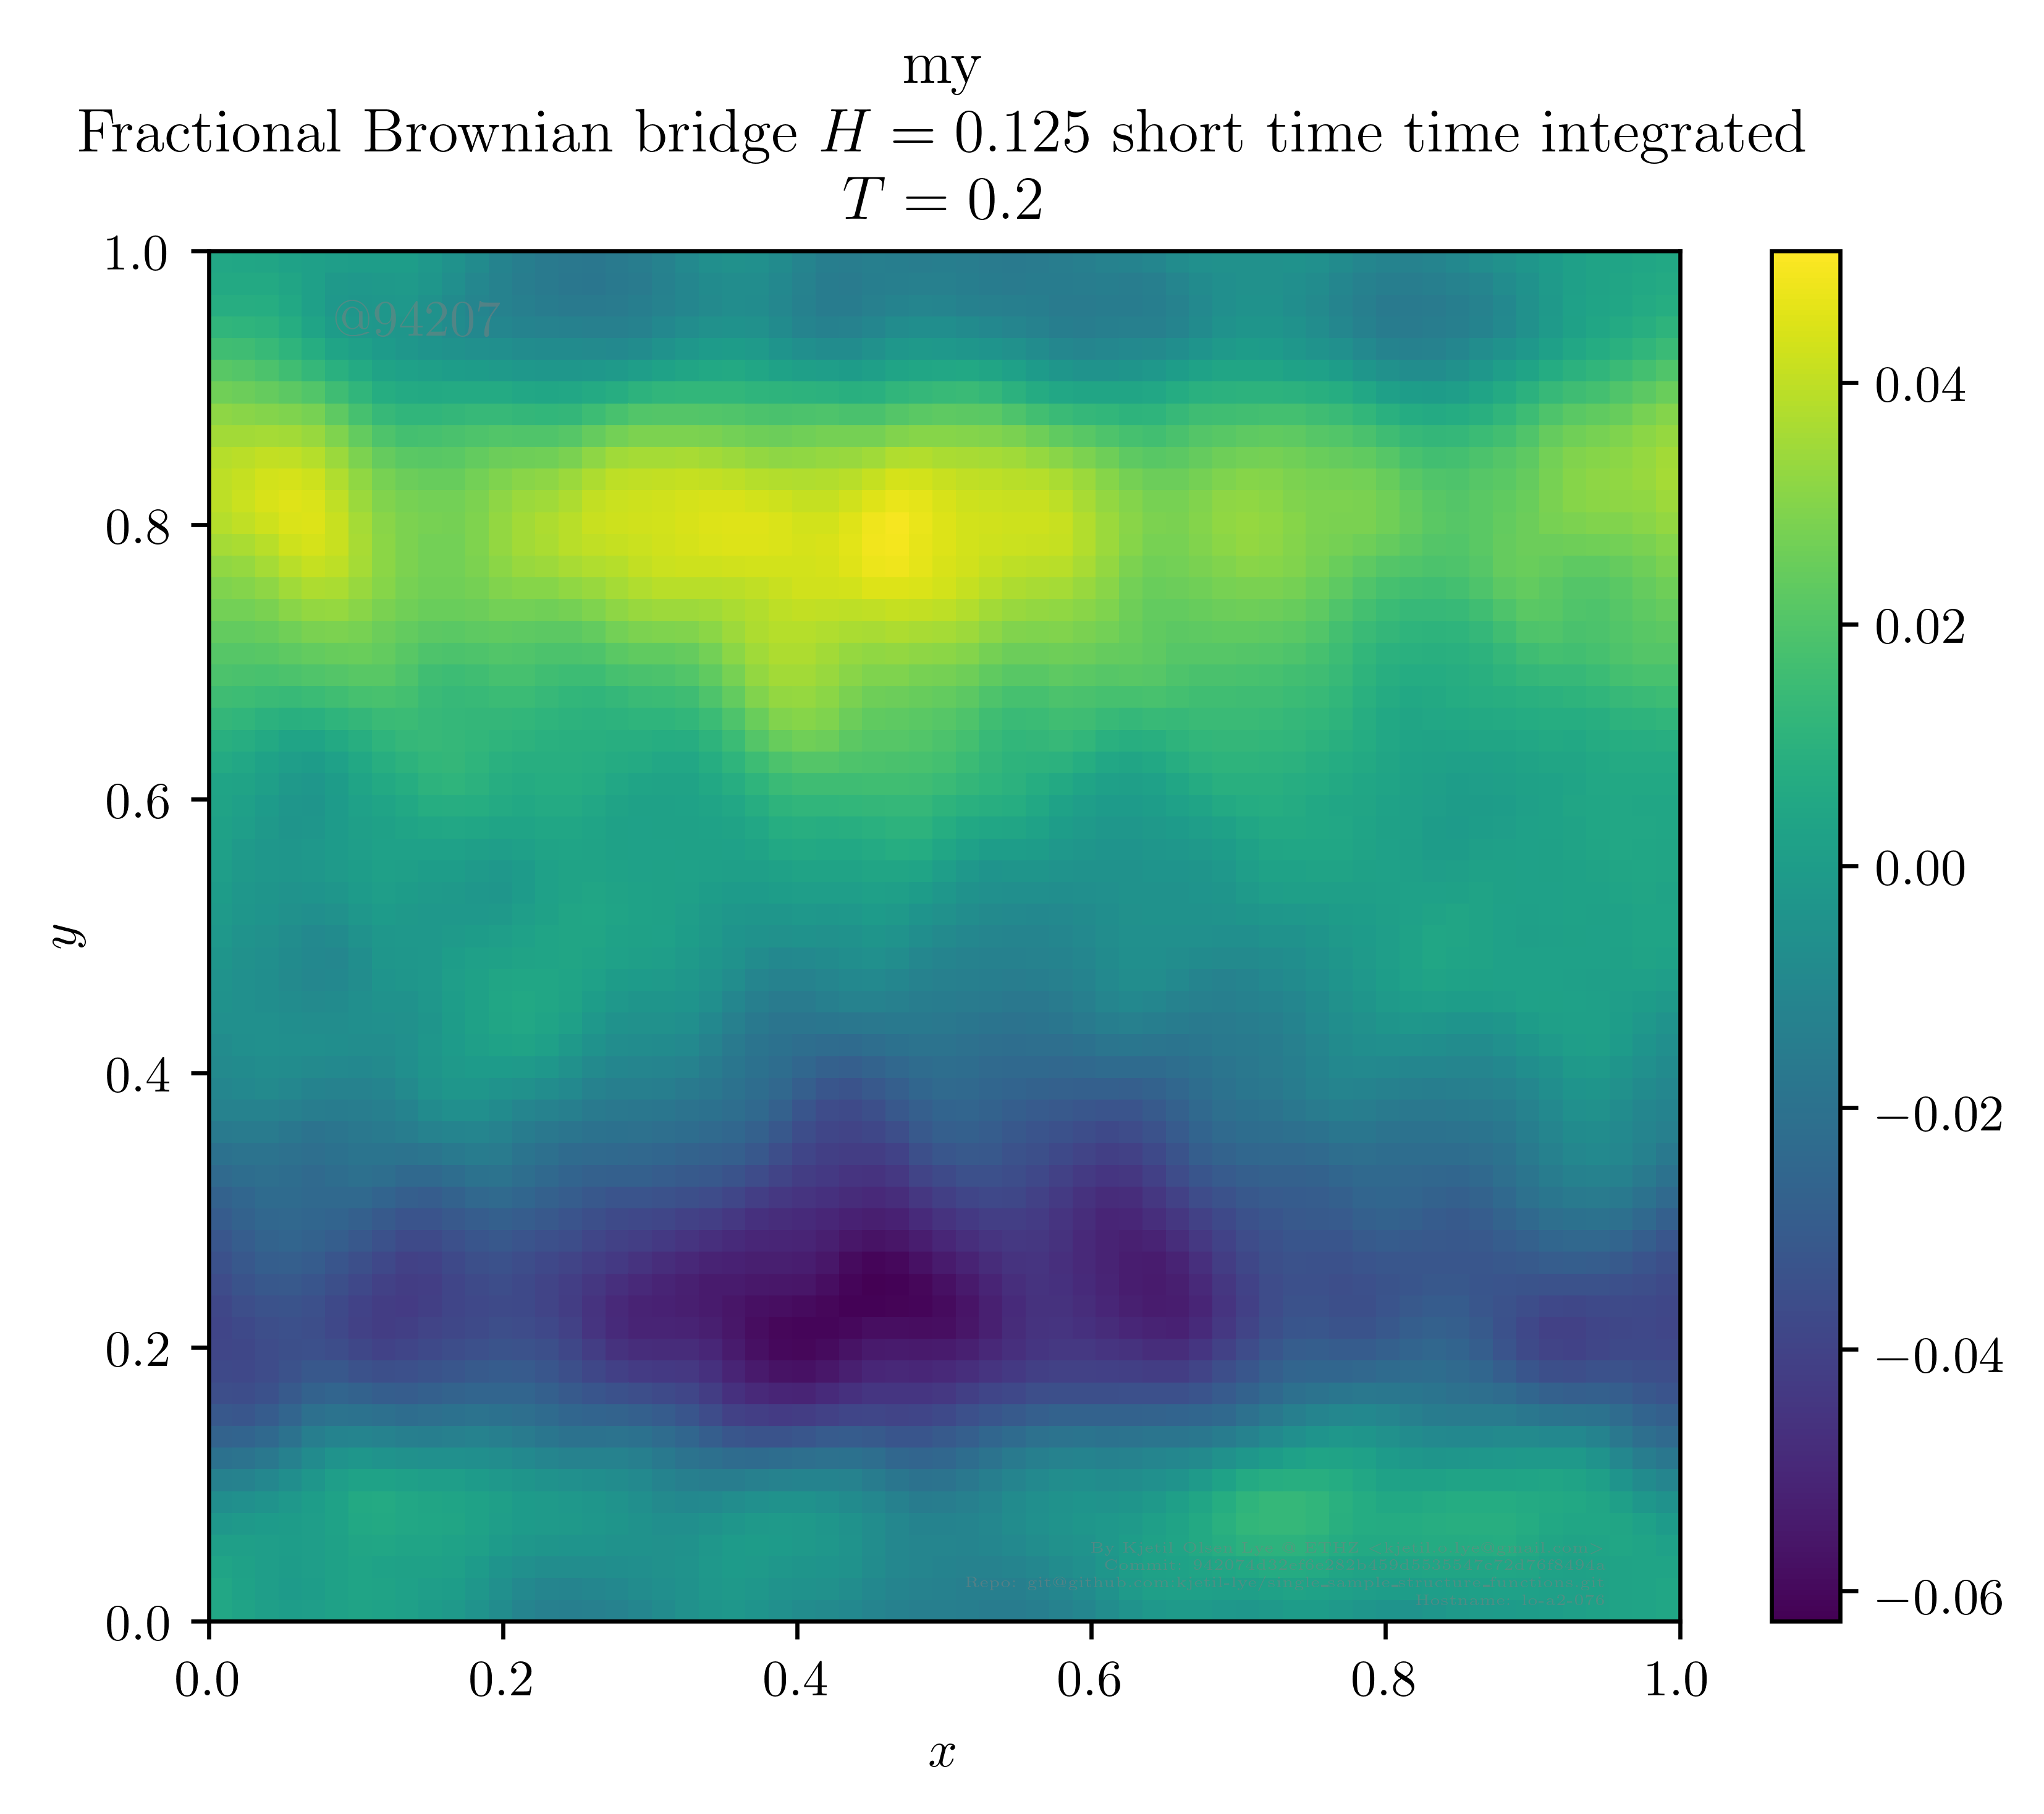 my
Fractional Brownian bridge H = 0.125 short time time integrated
T = 0.2
@94207
1.0
0.8
0.6
0.4
0.2
0.0
y
0.0 0.2 0.4 0.6 0.8 1.0
x
0.04
0.02
0.00
−0.02
−0.04
−0.06
By
Repo: